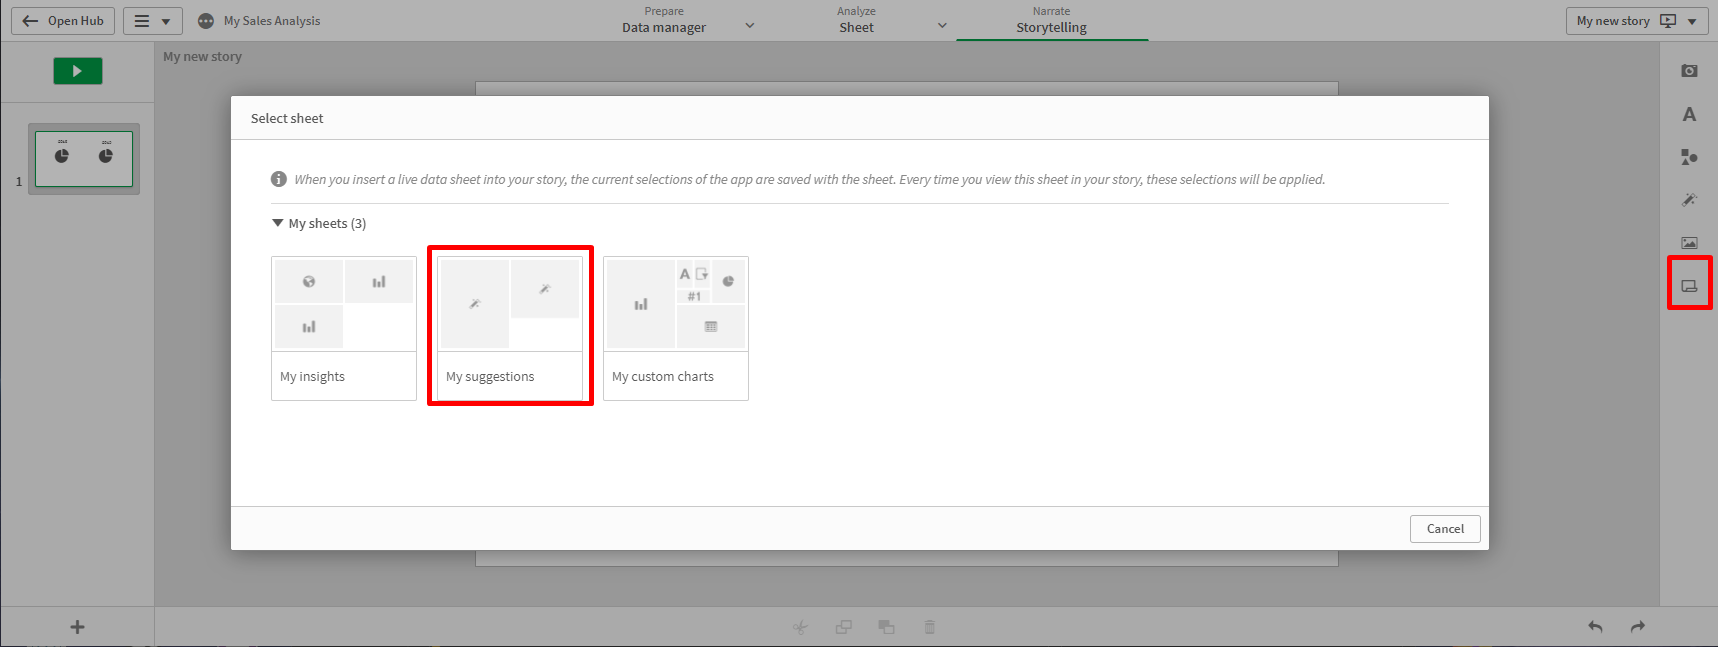 Open Hub
My Sales Analysis
Prepare
Data manager
Analyze
Sheet
Narrate
Storytelling
My new story
My new story
Select sheet
When you insert a live data sheet into your story, the current selections of the app are saved with the sheet. Every time you view this sheet in your story, these selections will be applied.
My sheets (3)
A
#1
My insights
My suggestions
My custom charts
Cancel
1
A